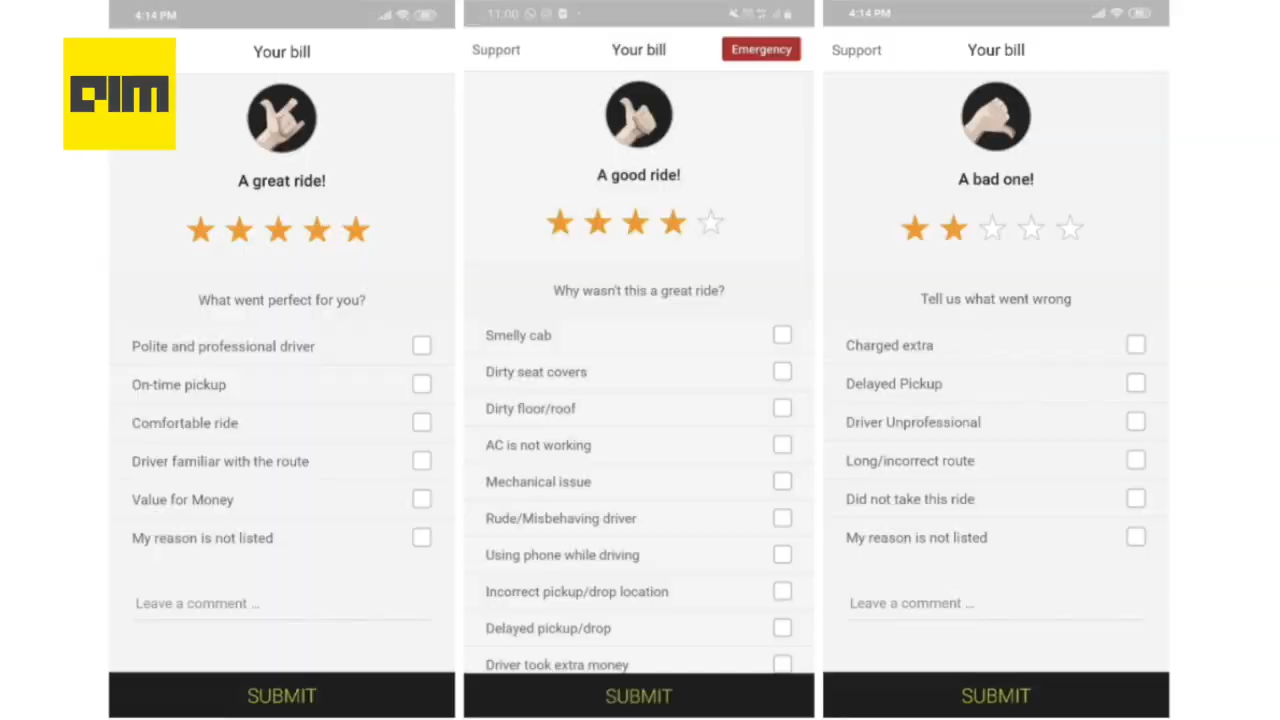 4:14 PM
Your bill
AIM
A great ride!
What went perfect for you?
Polite and professional driver
On-time pickup
Comfortable ride
Driver familiar with the route
Value for Money
My reason is not listed
Leave a comment ...
SUBMIT
11:00
Support
Your bill
Emergency
A good ride!
Why wasn't this a great ride?
Smelly cab
Dirty seat covers
Dirty floor/roof
AC is not working
Mechanical issue
Rude/Misbehaving driver
Using phone while driving
Incorrect pickup/drop location
Delayed pickup/drop
Driver took extra money
SUBMIT
4:14 PM
Support
Your bill
A bad one!
Tell us what went wrong
Charged extra
Delayed Pickup
Driver Unprofessional
Long/incorrect route
Did not take this ride
My reason is not listed
Leave a comment ...
SUBMIT